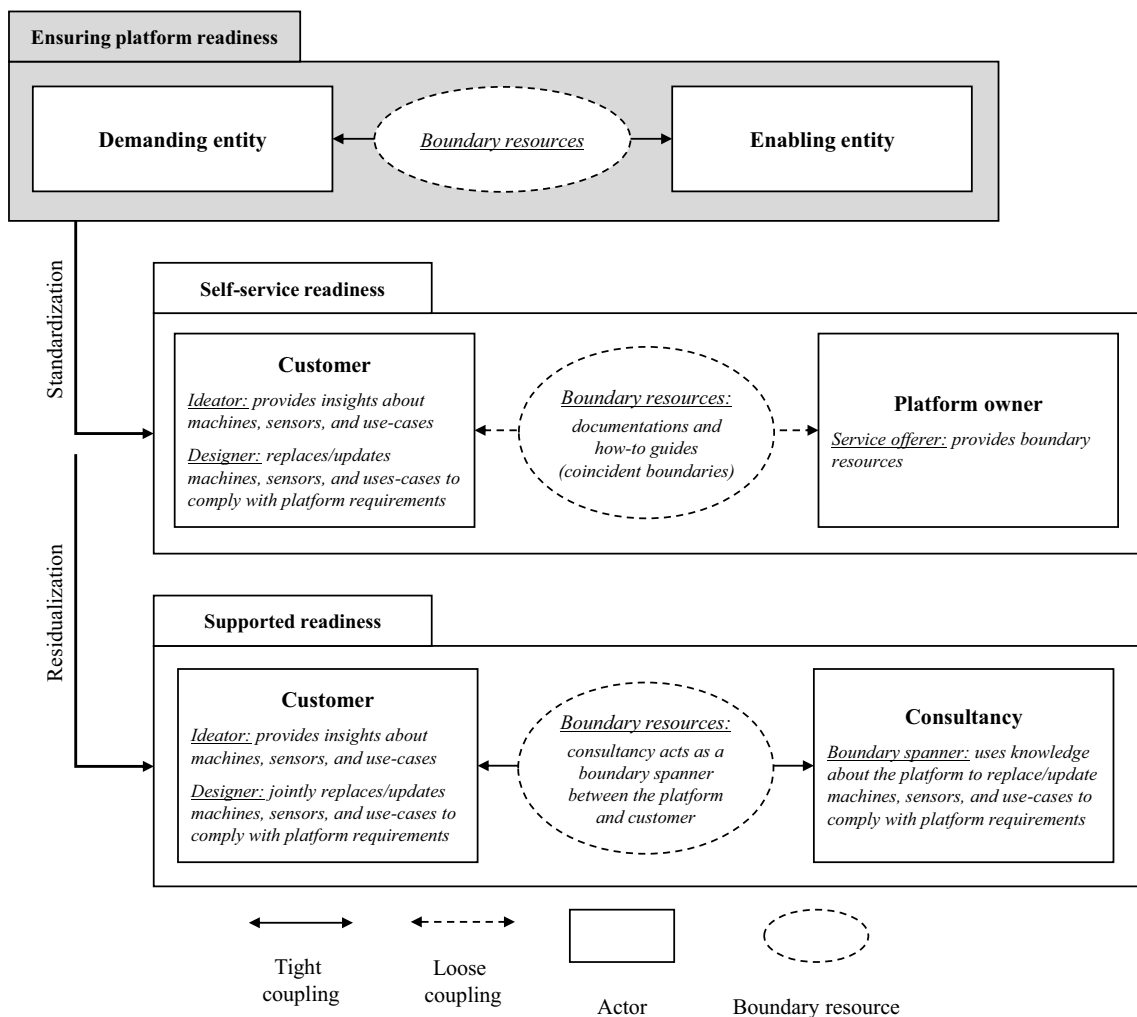 Ensuring platform readiness
Demanding entity
Boundary resources
Enabling entity
Standardization
Self-service readiness
Customer
Ideator: provides insights about
machines, sensors, and use-cases
Designer: replaces/updates
machines, sensors, and uses-cases to
comply with platform requirements
Boundary resources:
documentations and
how-to guides
(coincident boundaries)
Platform owner
Service offerer: provides boundary
resources
Residualization
Supported readiness
Customer
Ideator: provides insights about
machines, sensors, and use-cases
Designer: jointly replaces/updates
machines, sensors, and use-cases to
comply with platform requirements
Boundary resources:
consultancy acts as a
boundary spanner
between the platform
and customer
Consultancy
Boundary spanner: uses knowledge
about the platform to replace/update
machines, sensors, and use-cases to
comply with platform requirements
Tight
coupling
Loose
coupling
Actor
Boundary resource